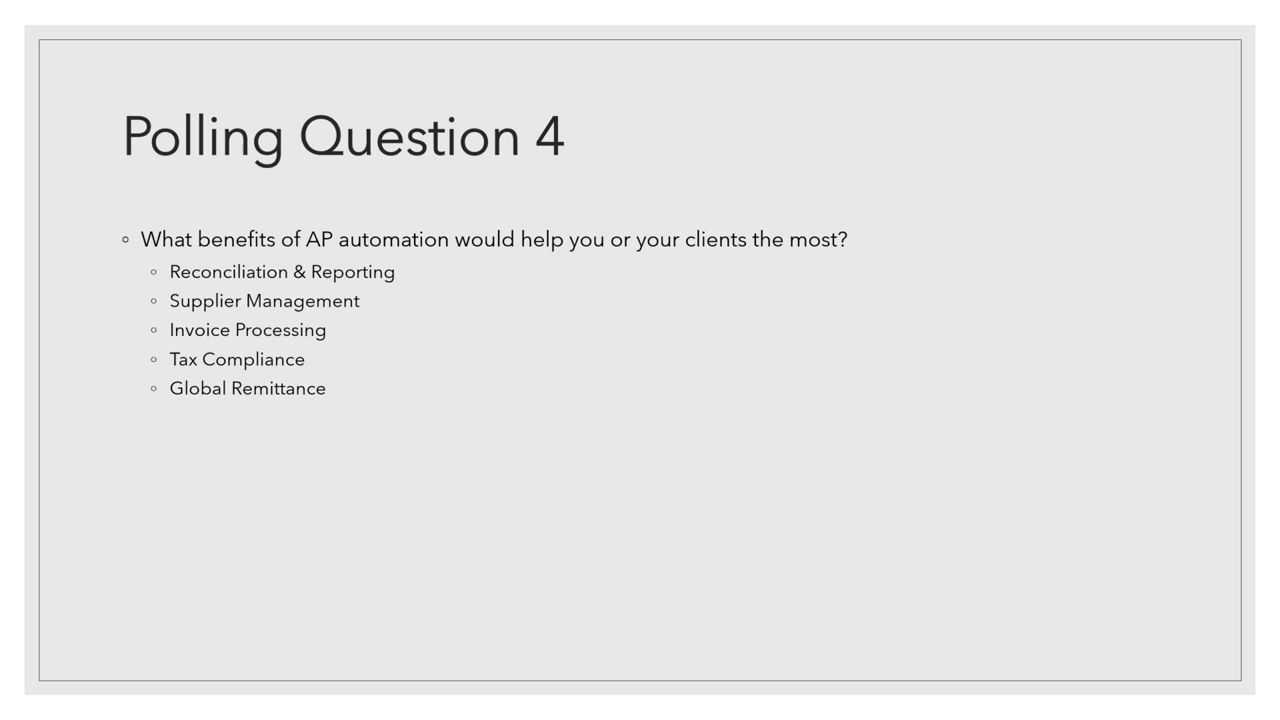 Polling Question 4
◦ What benefits of AP automation would help you or your clients the most?
◦ Reconciliation & Reporting
◦ Supplier Management
◦ Invoice Processing
◦ Tax Compliance
◦ Global Remittance